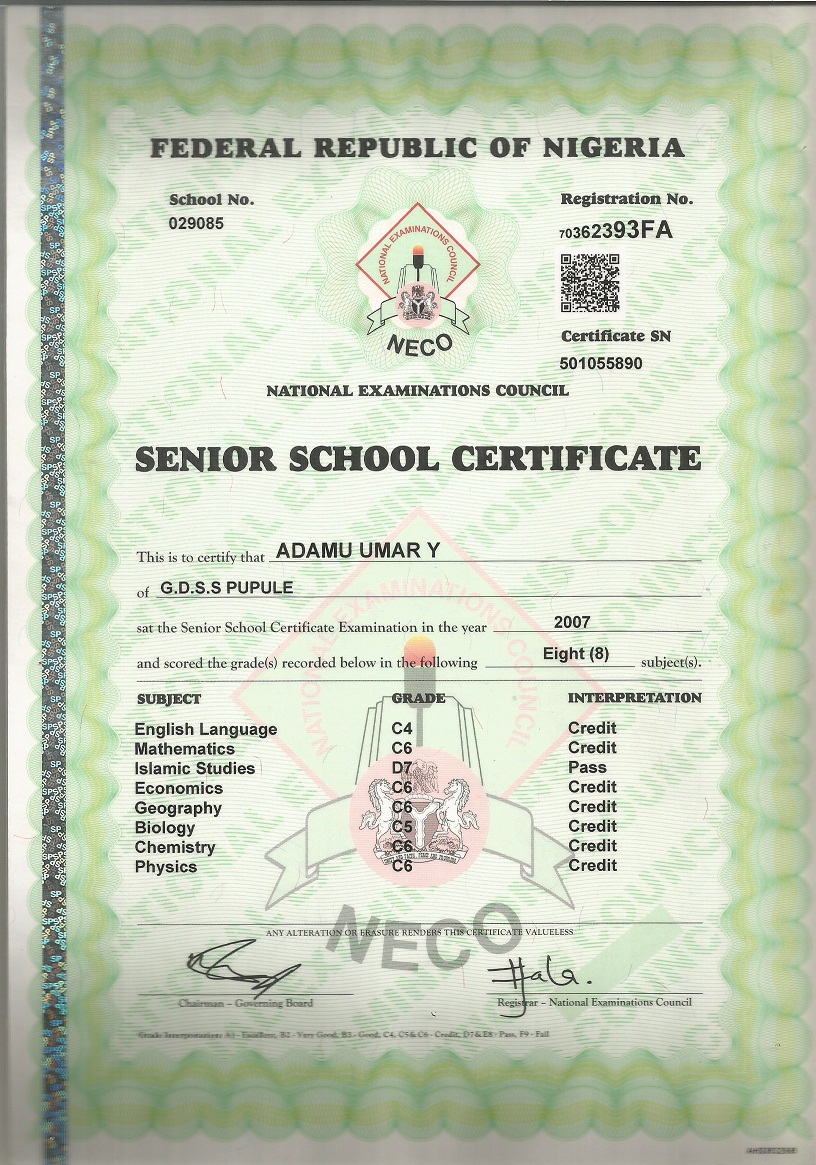 FEDERAL REPUBLIC OF NIGERIA
School No.
029085
Registration No.
70362393FA
NATIONAL EXAMINATIONS COUNCIL
NECO
Certificate SN
501055890
NATIONAL EXAMINATIONS COUNCIL
SENIOR SCHOOL CERTIFICATE
This is to certify that ADAMU UMAR Y
of G.D.S.S PUPULE
sat the Senior School Certificate Examination in the year 2007
and scored the grade(s) recorded below in the following Eight (8) subject(s).
SUBJECT GRADE INTERPRETATION
English Language C4 Credit
Mathematics C6 Credit
Islamic Studies D7 Pass
Economics C6 Credit
Geography C6 Credit
Biology C5 Credit
Chemistry C6 Credit
Physics C6 Credit
NATIONAL EXAMINATIONS COUNCIL
NECO
ANY ALTERATION OR ERASURE RENDERS THIS CERTIFICATE VALUELESS
Chairman – Governing Board
Registrar – National Examinations Council
Grade Interpretation: A1 - Excellent, B2 - Very Good, B3 - Good, C4, C5 & C6 - Credit, D7 & E8 - Pass, F9 - Fail